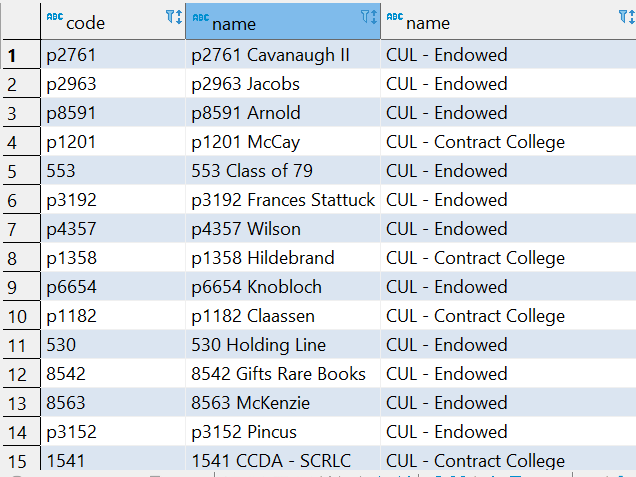 ABC code ABC name ABC name
1 p2761 p2761 Cavanaugh II CUL - Endowed
2 p2963 p2963 Jacobs CUL - Endowed
3 p8591 p8591 Arnold CUL - Endowed
4 p1201 p1201 McCay CUL - Contract College
5 553 553 Class of 79 CUL - Endowed
6 p3192 p3192 Frances Stattuck CUL - Endowed
7 p4357 p4357 Wilson CUL - Endowed
8 p1358 p1358 Hildebrand CUL - Contract College
9 p6654 p6654 Knobloch CUL - Endowed
10 p1182 p1182 Claassen CUL - Contract College
11 530 530 Holding Line CUL - Endowed
12 8542 8542 Gifts Rare Books CUL - Endowed
13 8563 8563 McKenzie CUL - Endowed
14 p3152 p3152 Pincus CUL - Endowed
15 1541 1541 CCDA - SCRLC CUL - Contract College